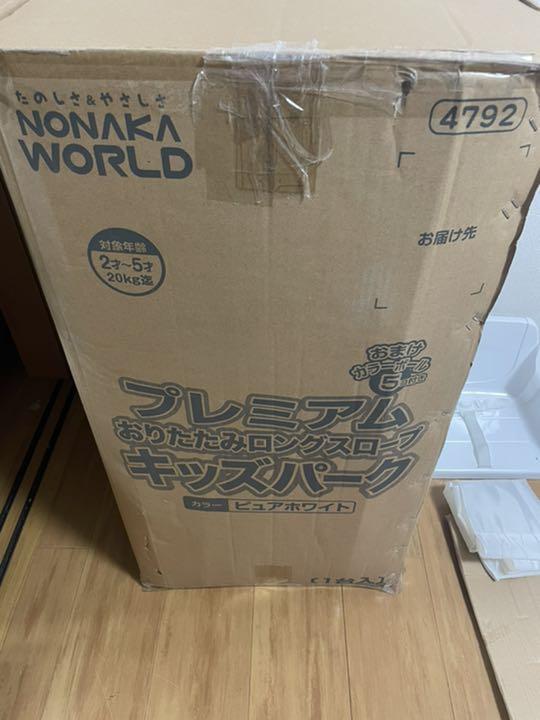 たのしさ&やさしさ
NONAKA
WORLD
4792
お届け先
対象年齢
2才~5才
20kg迄
おまけ
カラーボール
5個付き
プレミアム
おりたたみロングスロープ
キッズパーク
カラー ピュアホワイト
【1台入】